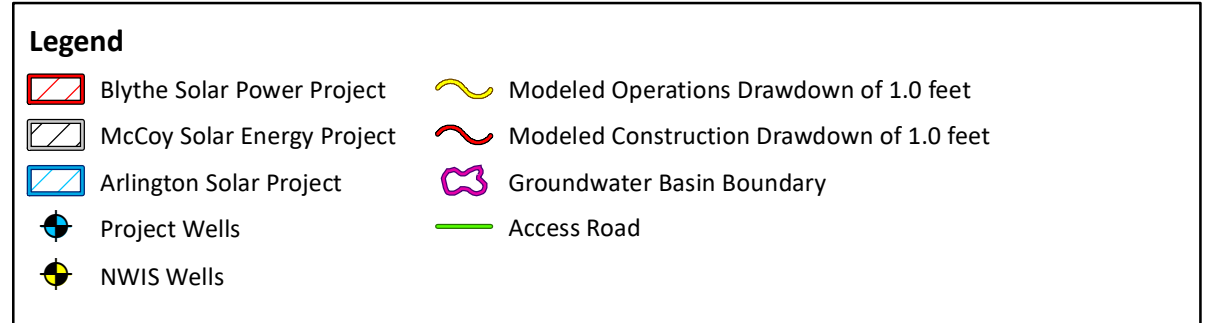 Legend
Blythe Solar Power Project
McCoy Solar Energy Project
Arlington Solar Project
Project Wells
NWIS Wells
Modeled Operations Drawdown of 1.0 feet
Modeled Construction Drawdown of 1.0 feet
Groundwater Basin Boundary
Access Road